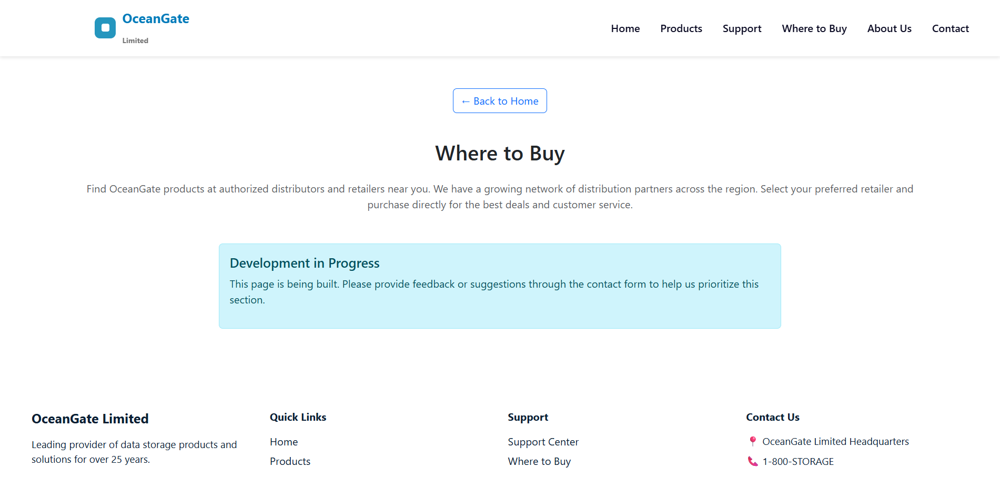 OceanGate
Limited
Home
Products
Support
Where to Buy
About Us
Contact
← Back to Home
Where to Buy
Find OceanGate products at authorized distributors and retailers near you. We have a growing network of distribution partners across the region. Select your preferred retailer and
purchase directly for the best deals and customer service.
Development in Progress
This page is being built. Please provide feedback or suggestions through the contact form to help us prioritize this
section.
OceanGate Limited
Leading provider of data storage products and
solutions for over 25 years.
Quick Links
Home
Products
Support
Support Center
Where to Buy
Contact Us
📍 OceanGate Limited Headquarters
📞 1-800-STORAGE